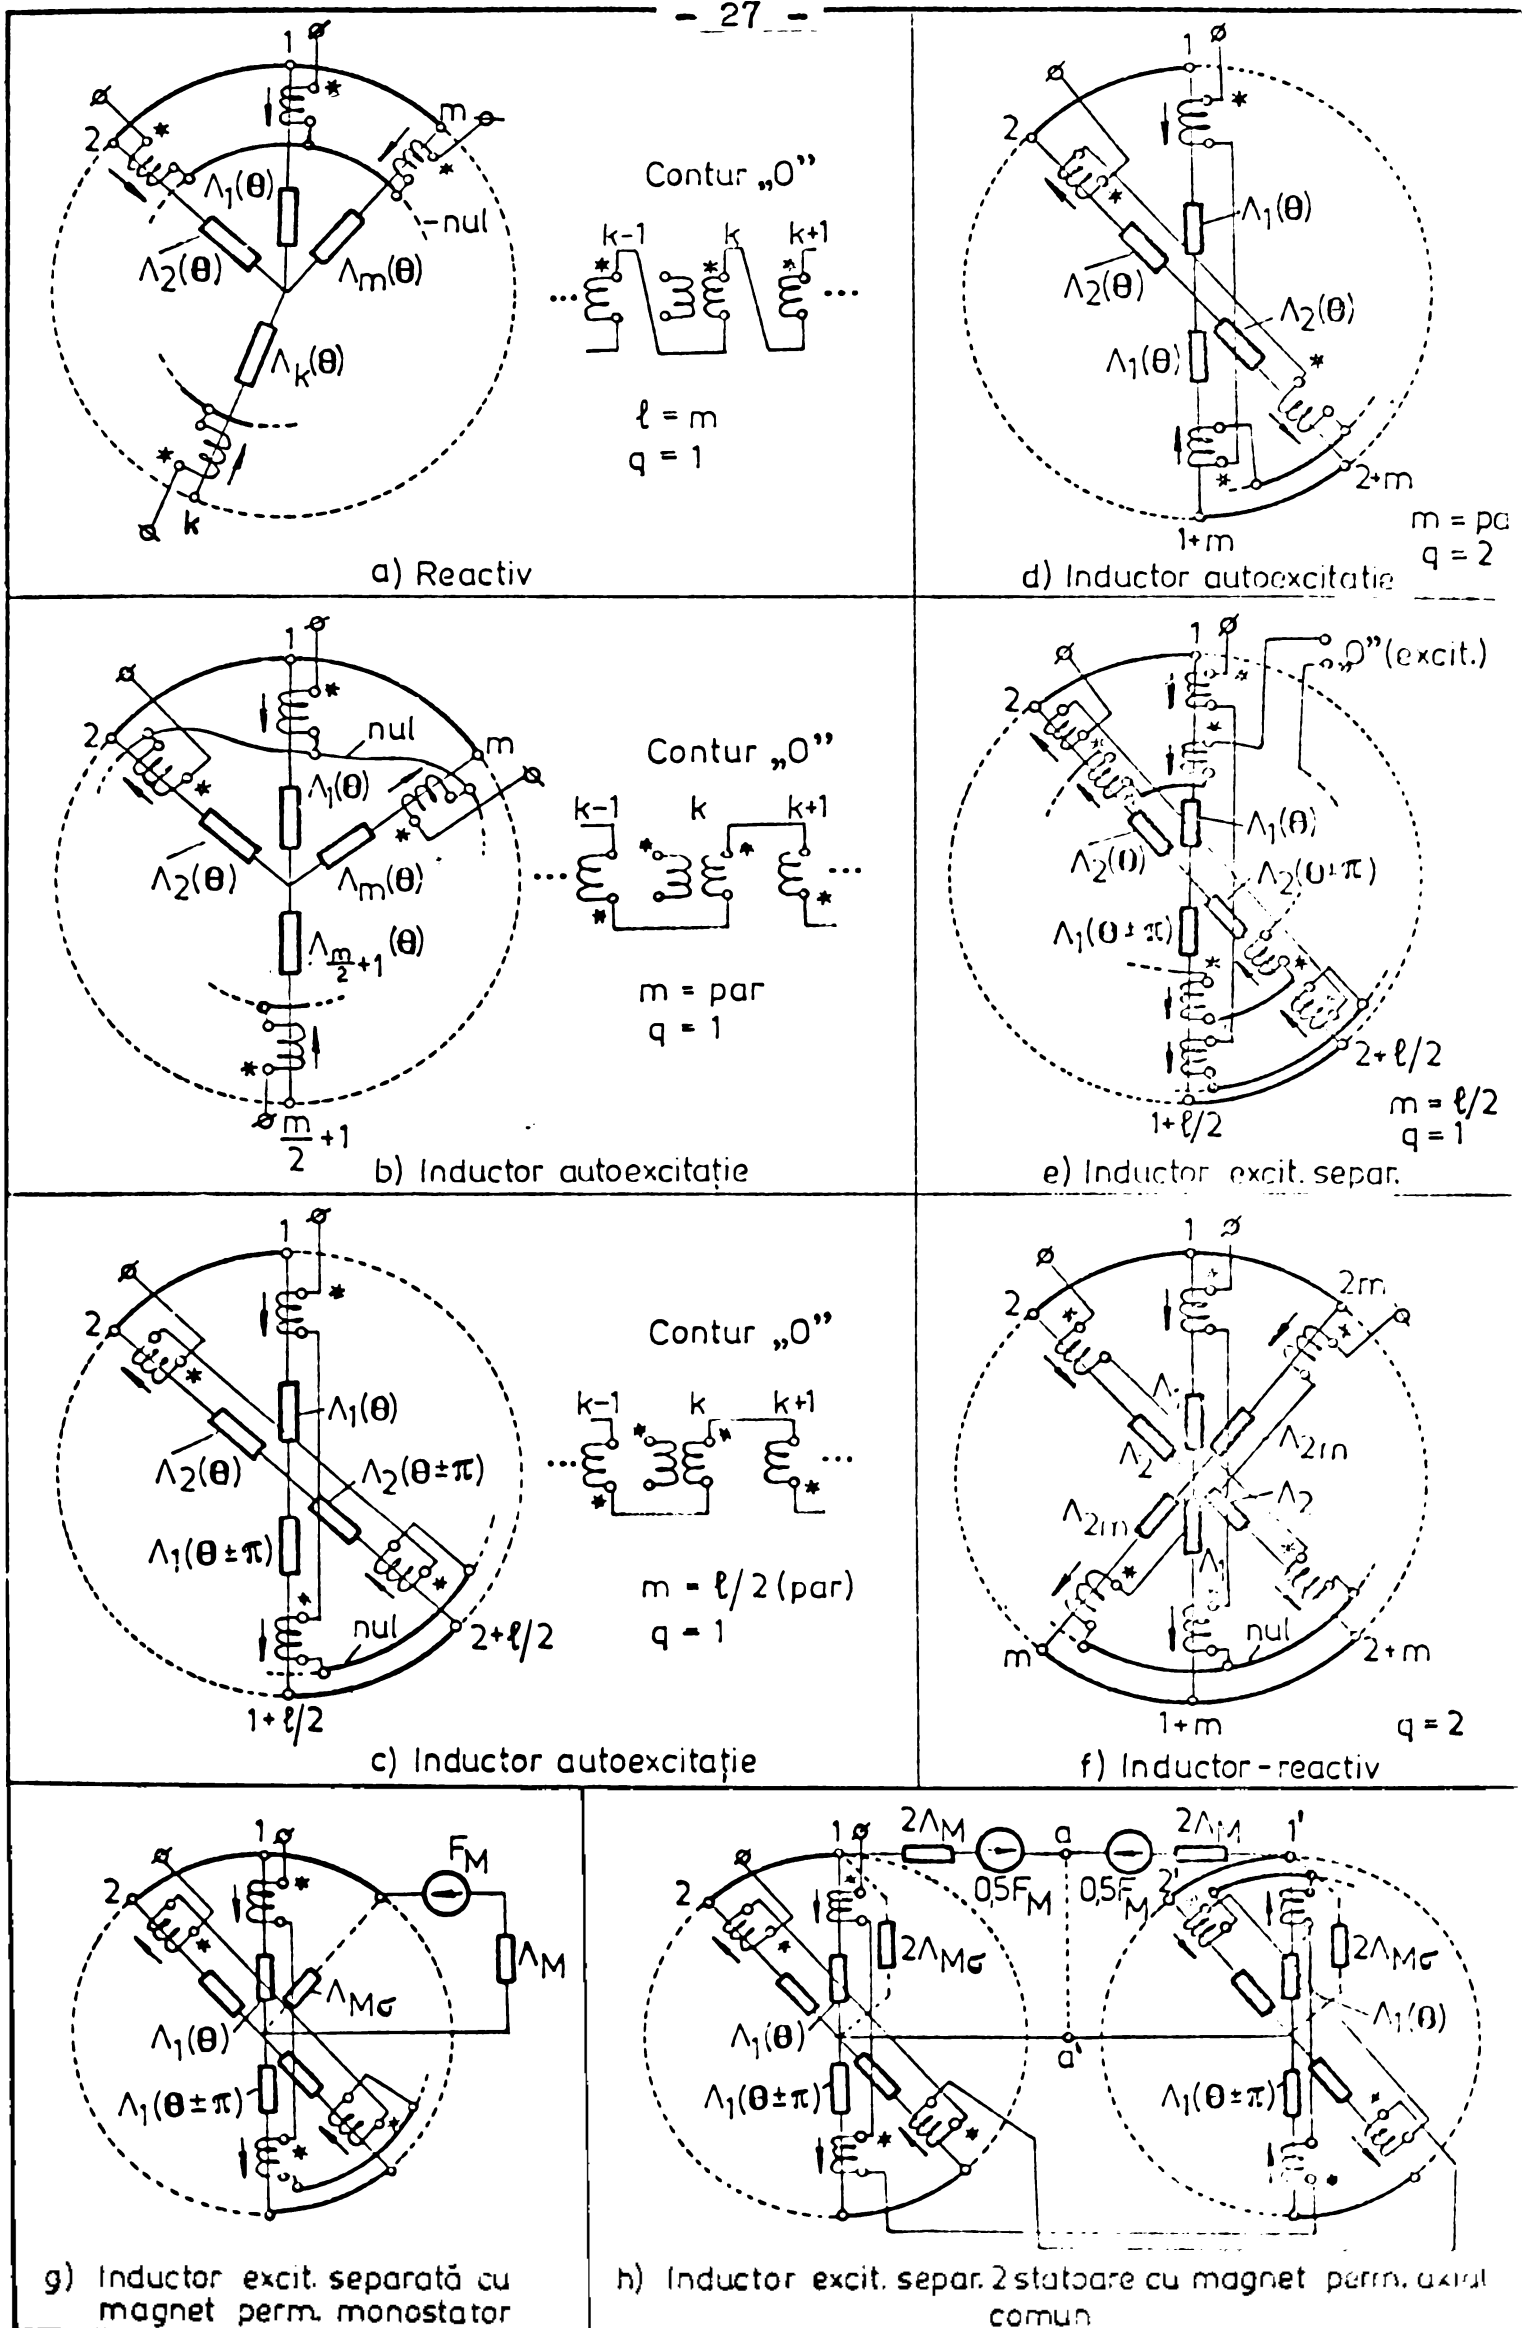 - 27 -
1
2
m
Λ1(θ)
-nul
Λ2(θ)
Λm(θ)
Λk(θ)
k
Contur „0”
k-1 k k+1
... ...
ℓ = m
q = 1
a) Reactiv
1
2
Λ1(θ)
Λ2(θ)
Λ2(θ)
Λ1(θ)
2+m
1+m
m = pa
q = 2
d) Inductor autoexcitatie
1
2
nul
m
Λ1(θ)
Λ2(θ)
Λm(θ)
Λm/2+1(θ)
m/2 +1
Contur „0”
k-1 k k+1
... ...
m = par
q = 1
b) Inductor autoexcitație
1
„0” (excit.)
2
Λ1(θ)
Λ2(θ)
Λ2(θ±π)
Λ1(θ±π)
2+ℓ/2
1+ℓ/2
m = ℓ/2
q = 1
e) Inductor excit. separ.
1
2
Λ1(θ)
Λ2(θ)
Λ2(θ±π)
Λ1(θ±π)
nul
2+ℓ/2
1+ℓ/2
Contur „0”
k-1 k k+1
... ...
m = ℓ/2 (par)
q = 1
c) Inductor autoexcitație
1
2m
2
Λ1
Λ2
Λ2m
Λ2m
Λ2
Λ1
nul
m
2+m
1+m
q = 2
f) Inductor-reactiv
1
FM
2
ΛM
ΛMσ
Λ1(θ)
Λ1(θ±π)
g) Inductor excit. separată cu
magnet perm. monostator
1
2ΛM
a
2ΛM
1'
2
0,5FM
0,5FM
2'
2ΛMσ
2ΛMσ
Λ1(θ)
Λ1(θ)
a'
Λ1(θ±π)
Λ1(θ±π)
h) Inductor excit. separ. 2 statoare cu magnet perm. axial
comun